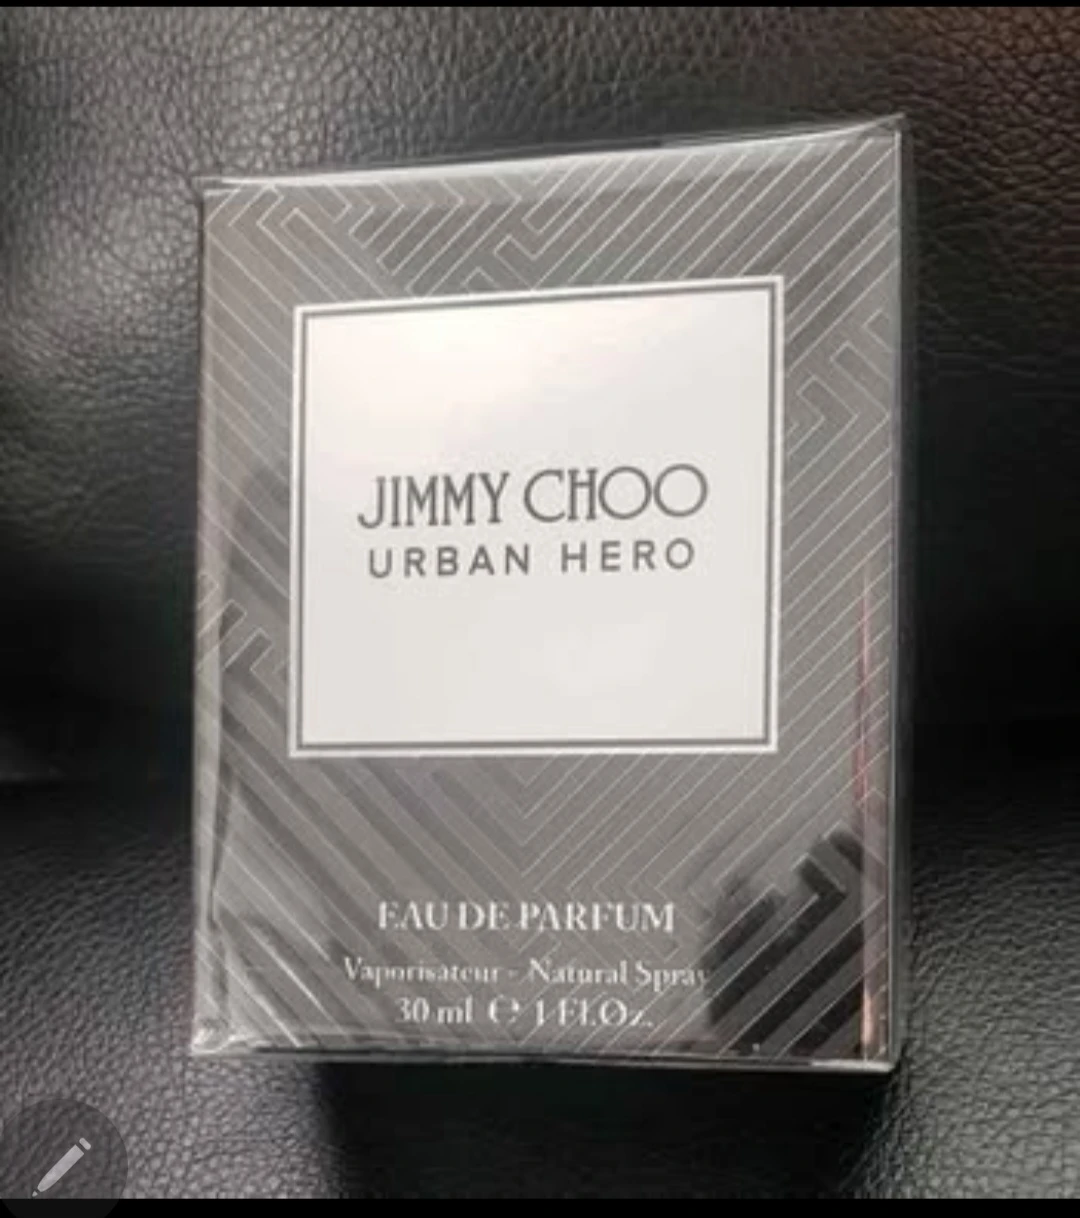 JIMMY CHOO
URBAN HERO
EAU DE PARFUM
Vaporisateur - Natural Spray
30 ml ℮ 1 Fl.Oz.